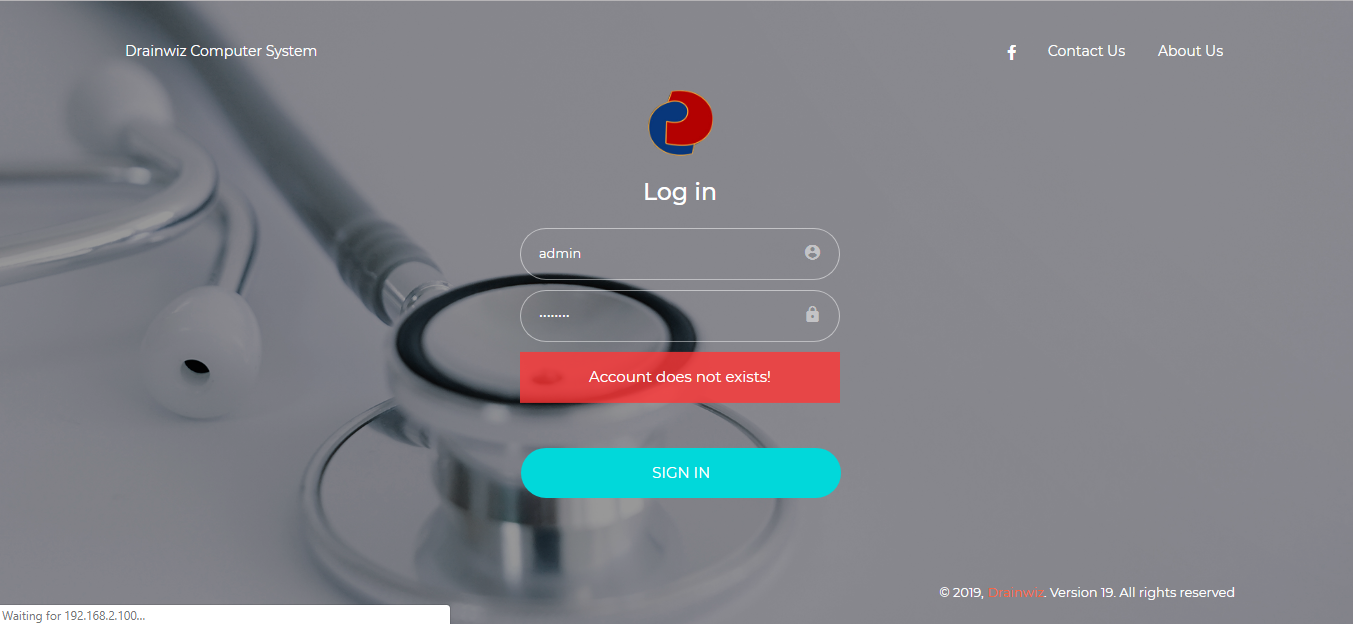 Drainwiz Computer System
Contact Us
About Us
Log in
admin
Account does not exists!
SIGN IN
© 2019, Drainwiz. Version 19. All rights reserved
Waiting for 192.168.2.100...